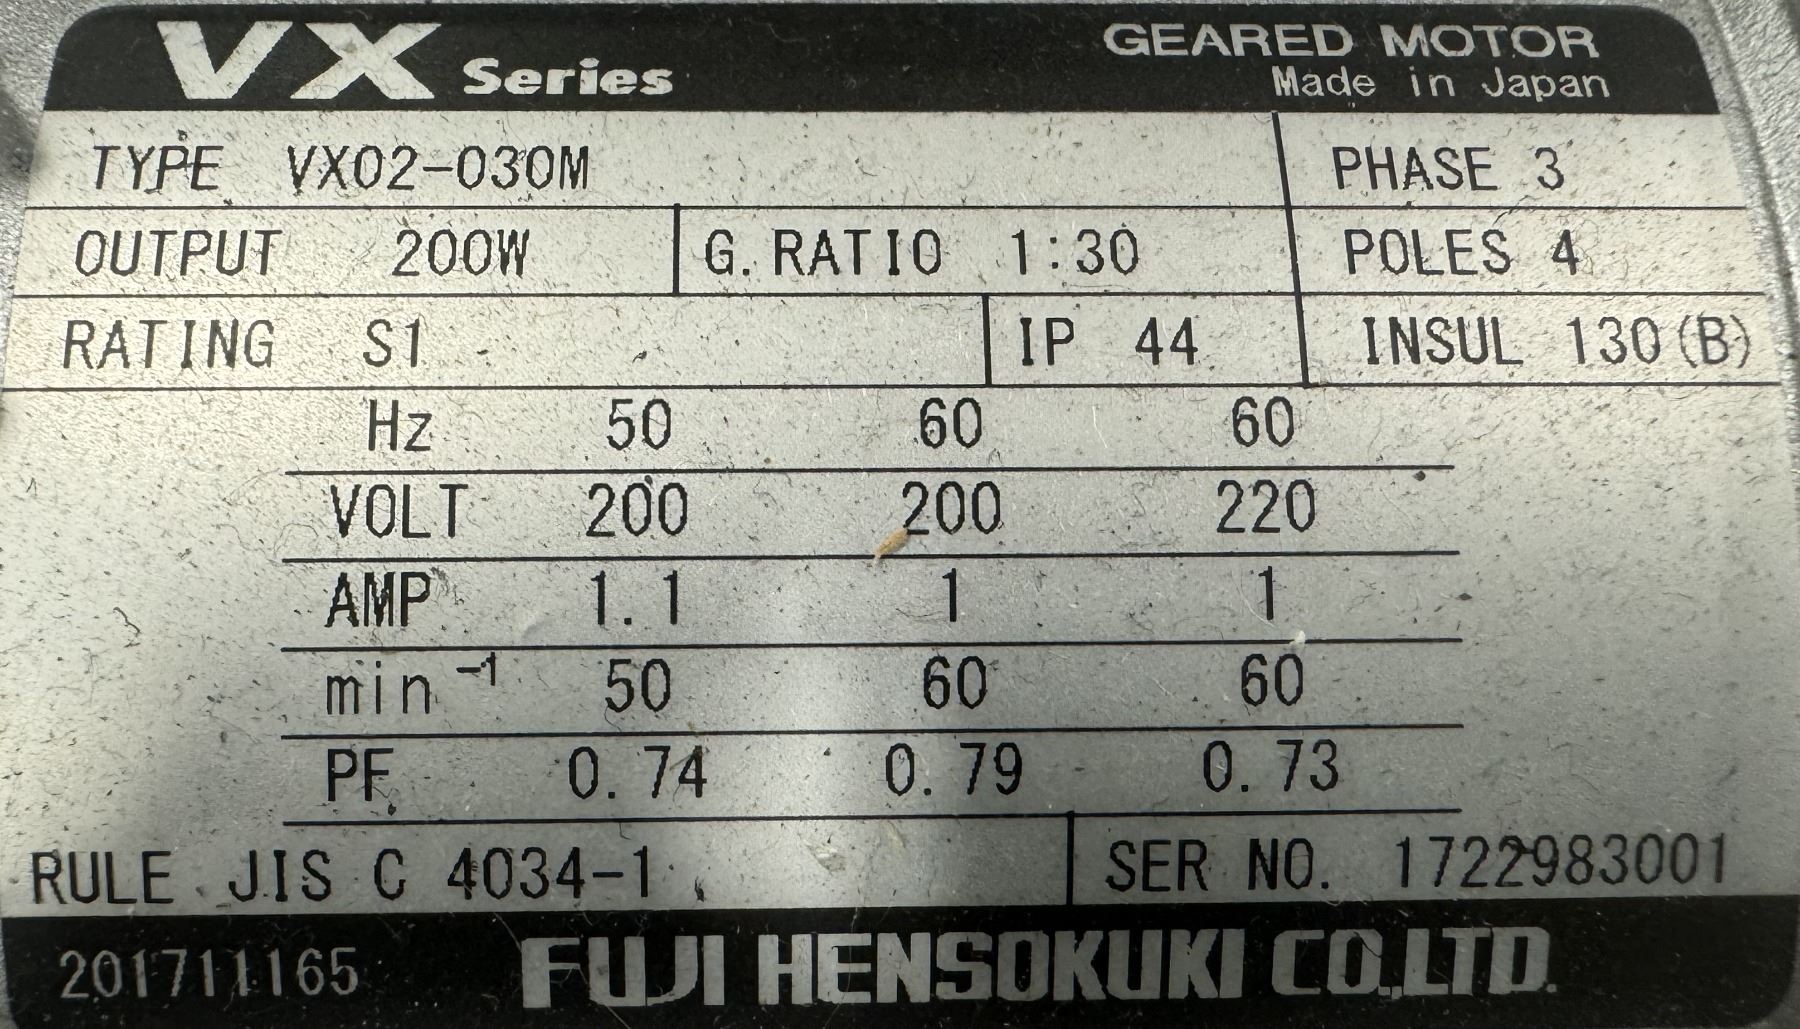 VX Series GEARED MOTOR
Made in Japan
TYPE VX02-030M PHASE 3
OUTPUT 200W G. RATIO 1:30 POLES 4
RATING S1 IP 44 INSUL 130(B)
Hz 50 60 60
VOLT 200 200 220
AMP 1.1 1 1
min⁻¹ 50 60 60
PF 0.74 0.79 0.73
RULE JIS C 4034-1 SER NO. 1722983001
201711165 FUJI HENSOKUKI CO.,LTD.